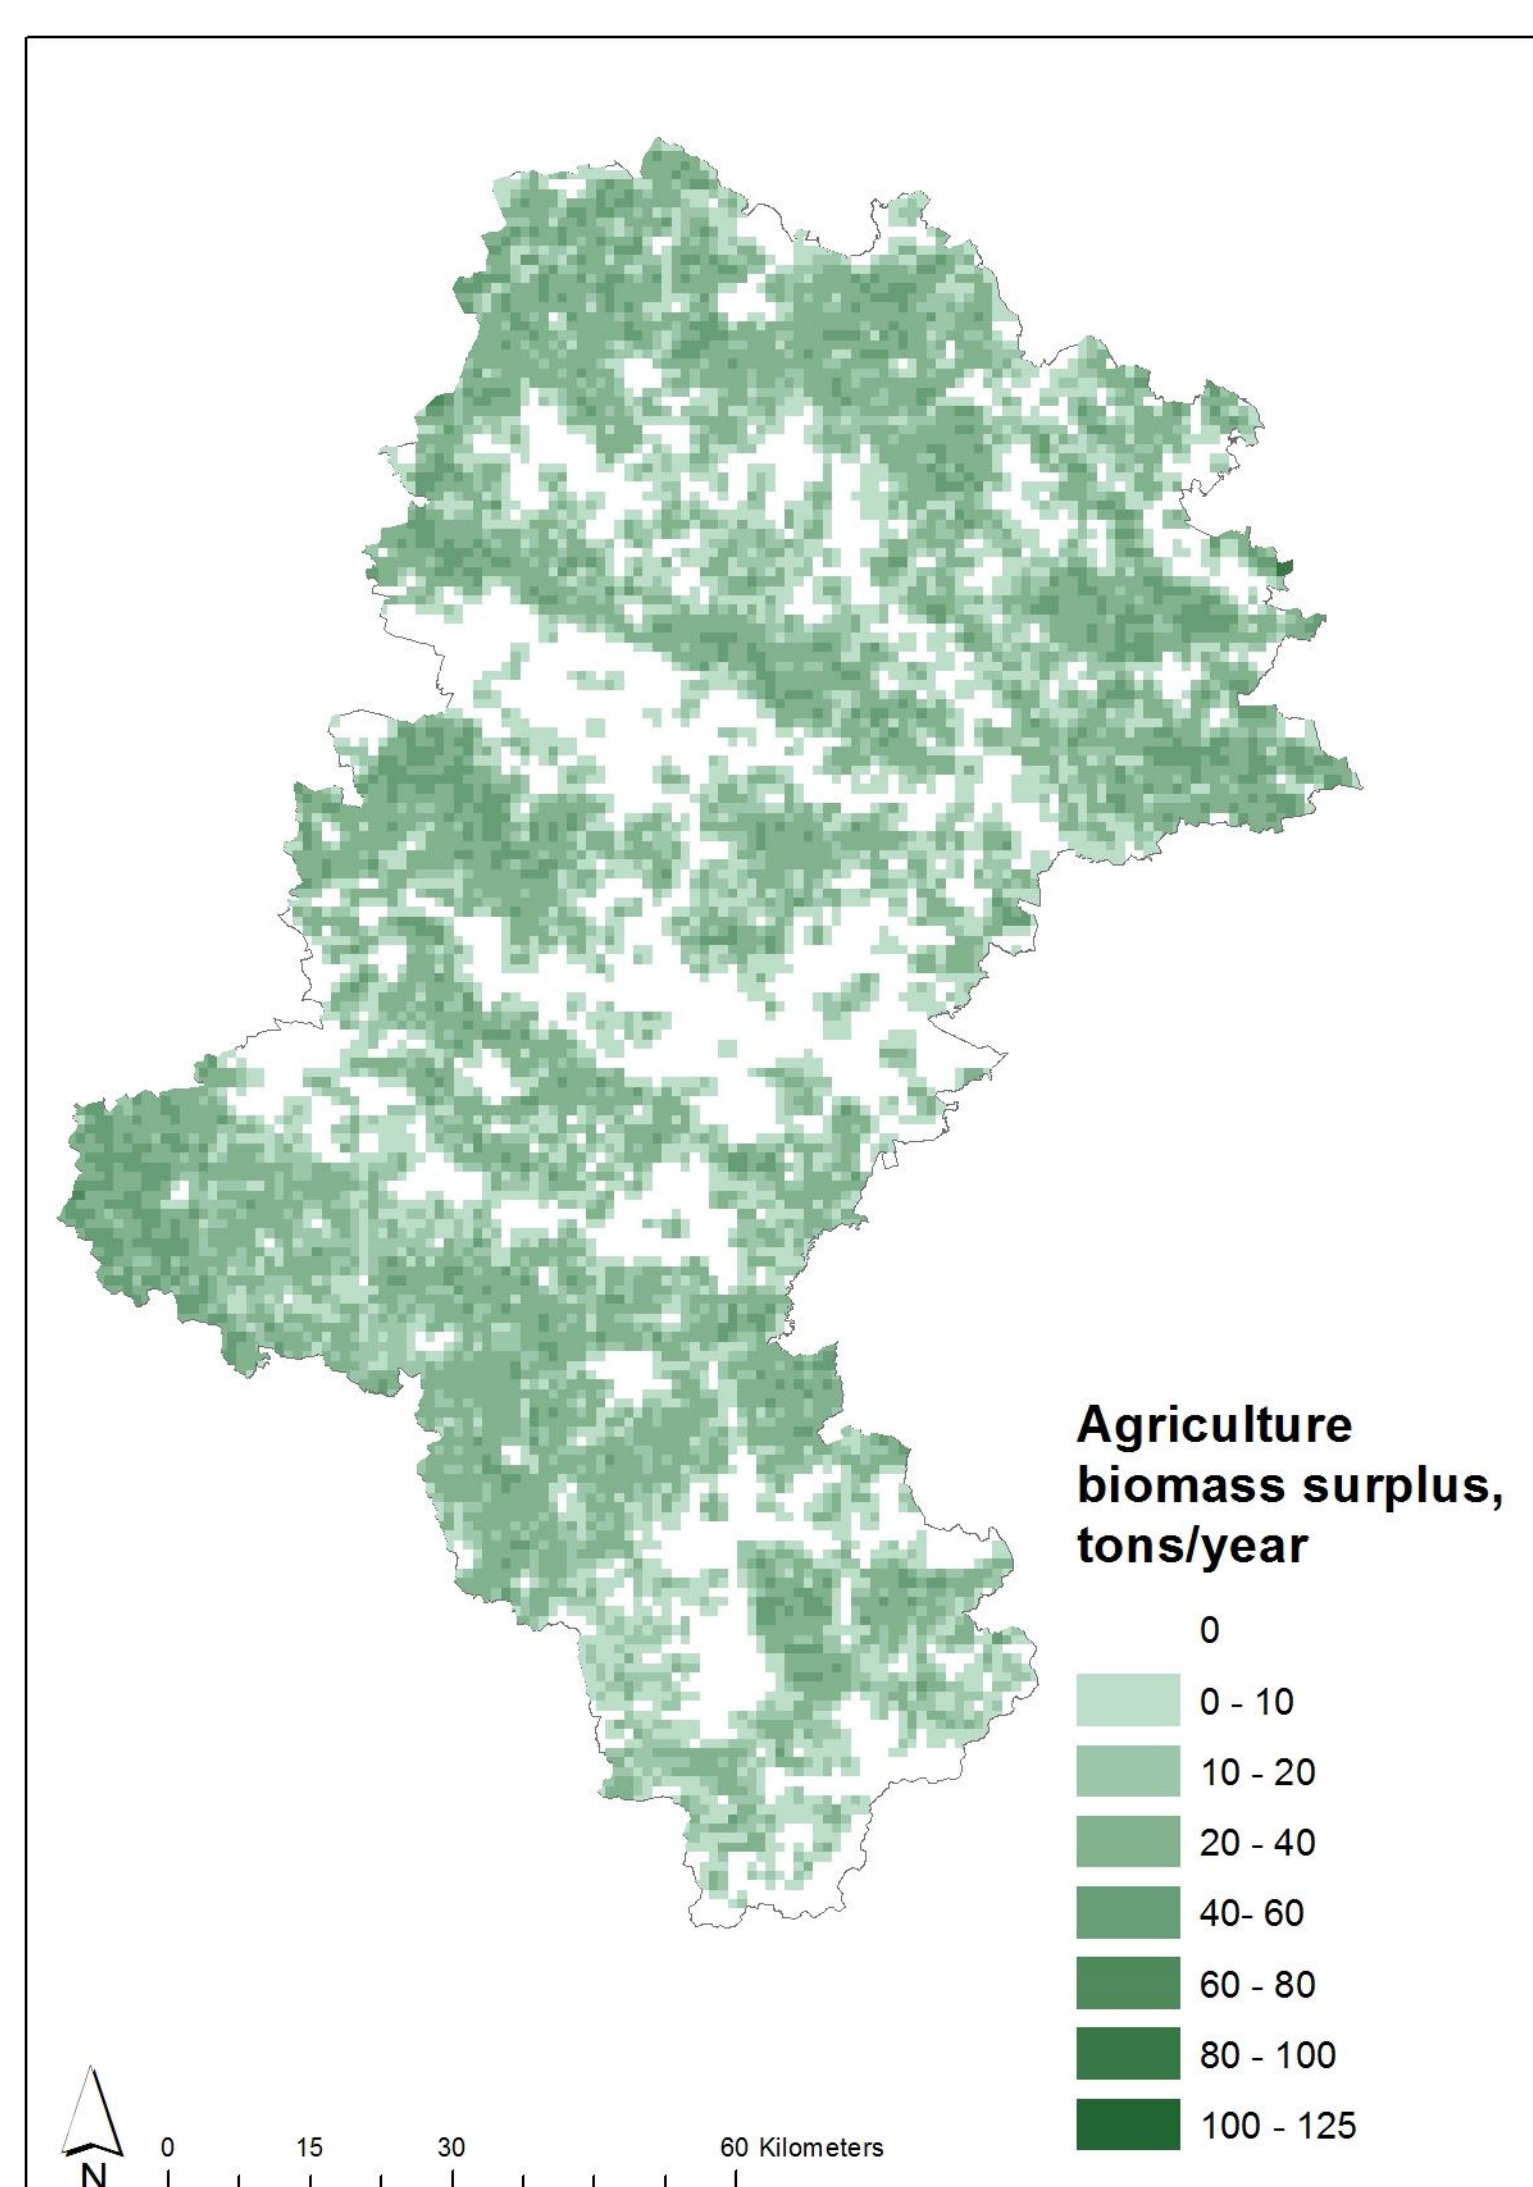 Agriculture
biomass surplus,
tons/year
0
0 - 10
10 - 20
20 - 40
40- 60
60 - 80
80 - 100
100 - 125
N
0 15 30 60 Kilometers